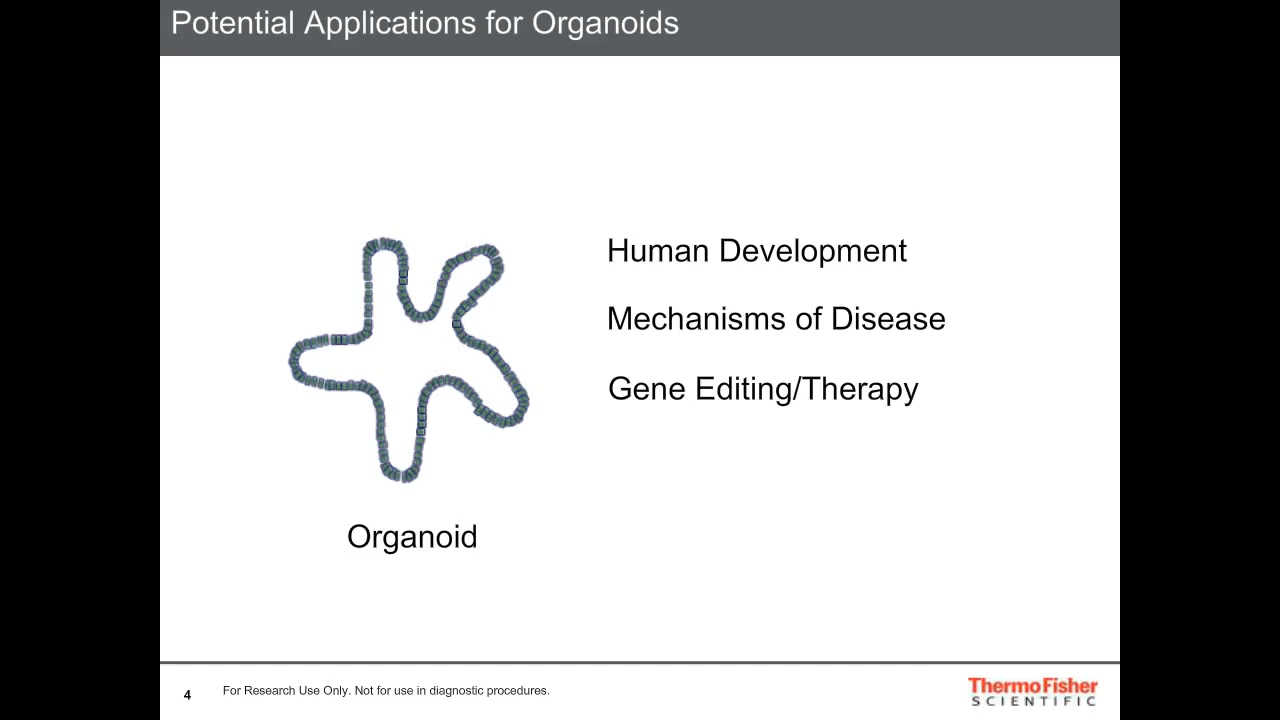 Potential Applications for Organoids
Human Development
Mechanisms of Disease
Gene Editing/Therapy
Organoid
4
For Research Use Only. Not for use in diagnostic procedures.
ThermoFisher
SCIENTIFIC